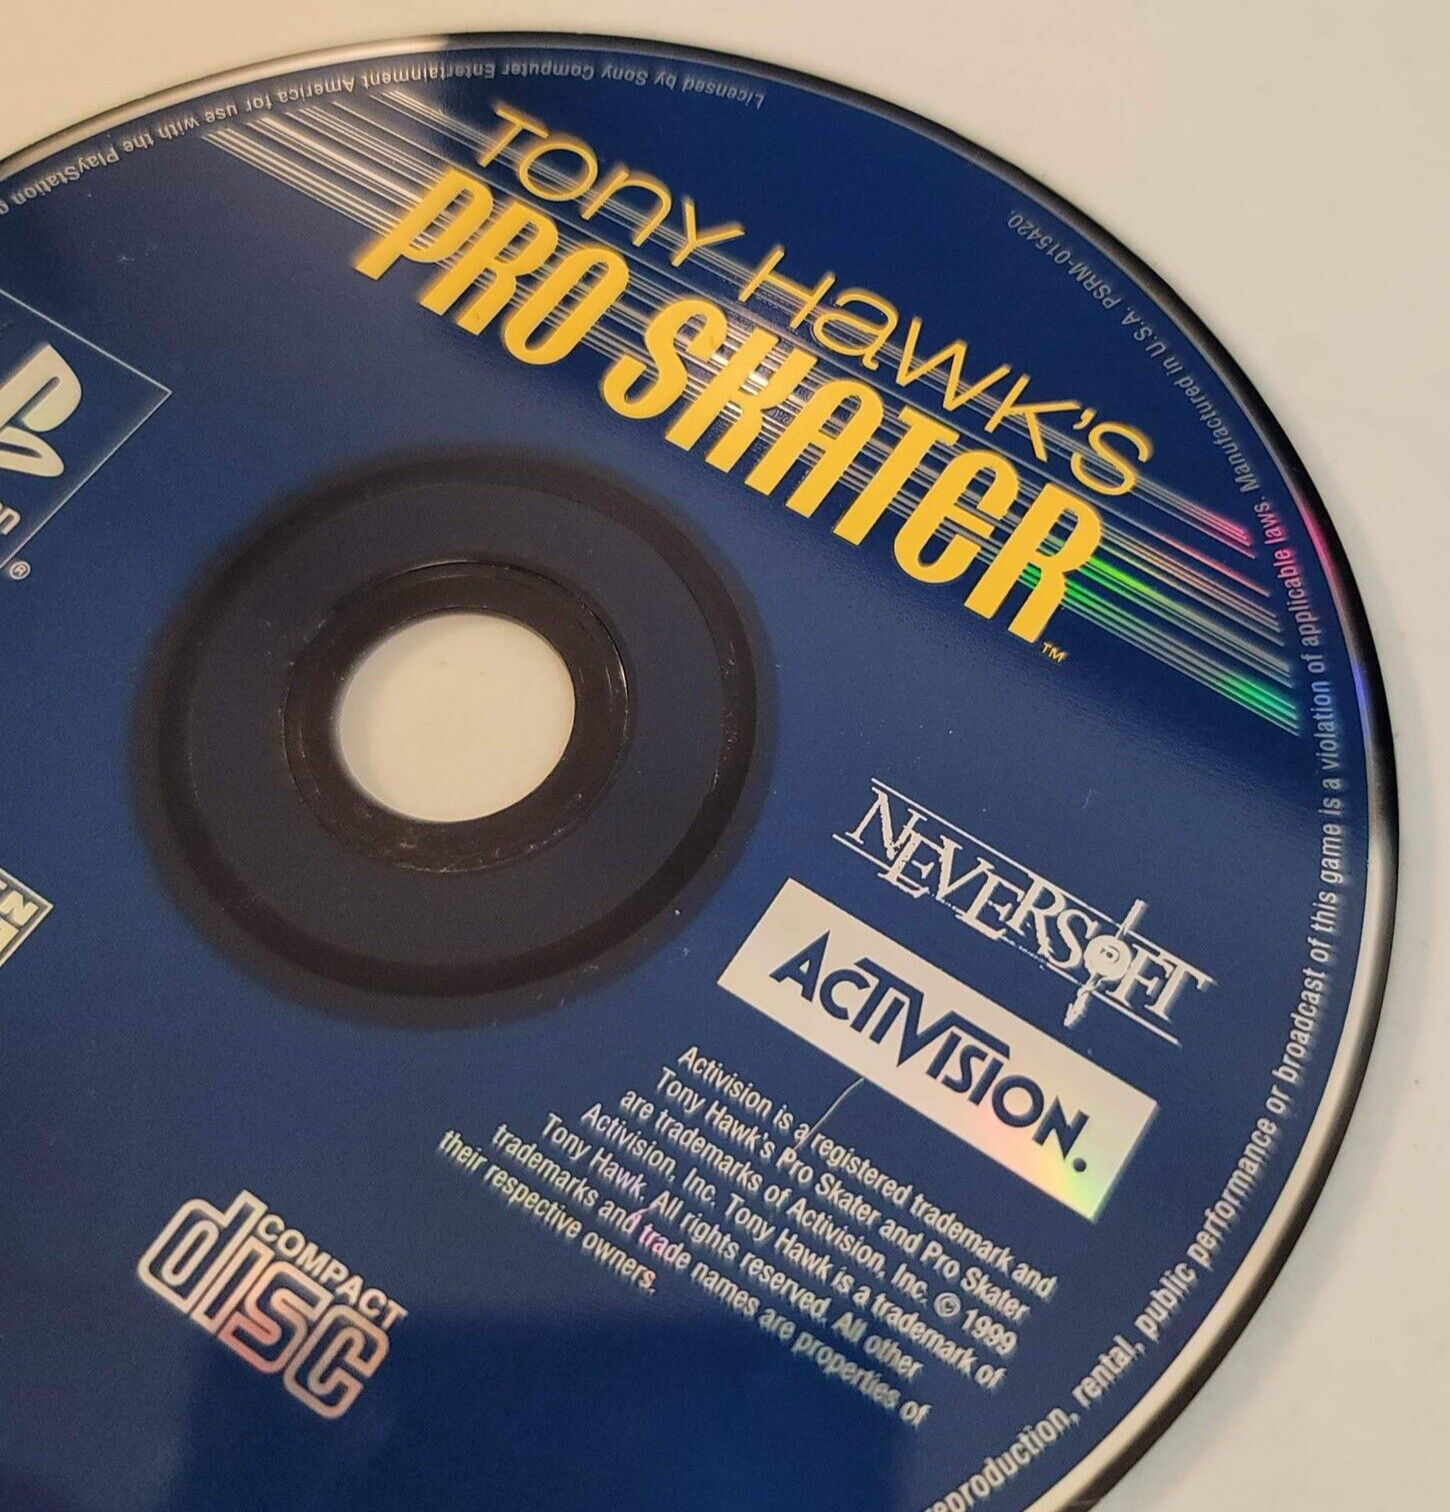 TONY HAWK'S
PRO SKATER™
NEVERSOFT
ACTIVISION.
Activision is a registered trademark and
Tony Hawk's Pro Skater and Pro Skater
are trademarks of Activision, Inc. © 1999
Activision, Inc. Tony Hawk is a trademark of
Tony Hawk. All rights reserved. All other
trademarks and trade names are properties of
their respective owners.
COMPACT
disc
®
production, rental, public performance or broadcast of this game is a violation of applicable laws. Manufactured in U.S.A. PSRM-015420.
Licensed by Sony Computer Entertainment America for use with the PlayStation